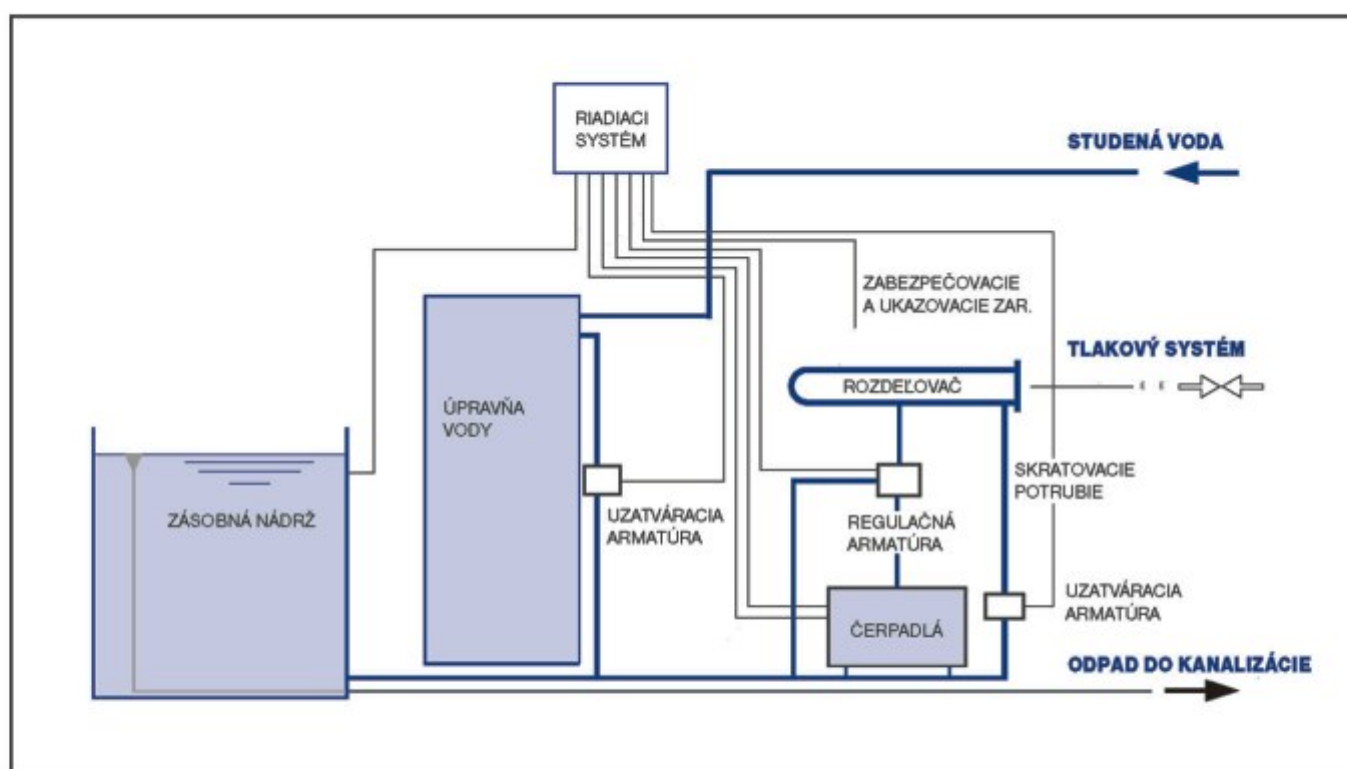 RIADIACI
SYSTÉM
STUDENÁ VODA
ZABEZPEČOVACIE
A UKAZOVACIE ZAR.
TLAKOVÝ SYSTÉM
ROZDEĽOVAČ
ÚPRAVŇA
VODY
SKRATOVACIE
POTRUBIE
ZÁSOBNÁ NÁDRŽ
UZATVÁRACIA
ARMATÚRA
REGULAČNÁ
ARMATÚRA
UZATVÁRACIA
ARMATÚRA
ČERPADLÁ
ODPAD DO KANALIZÁCIE